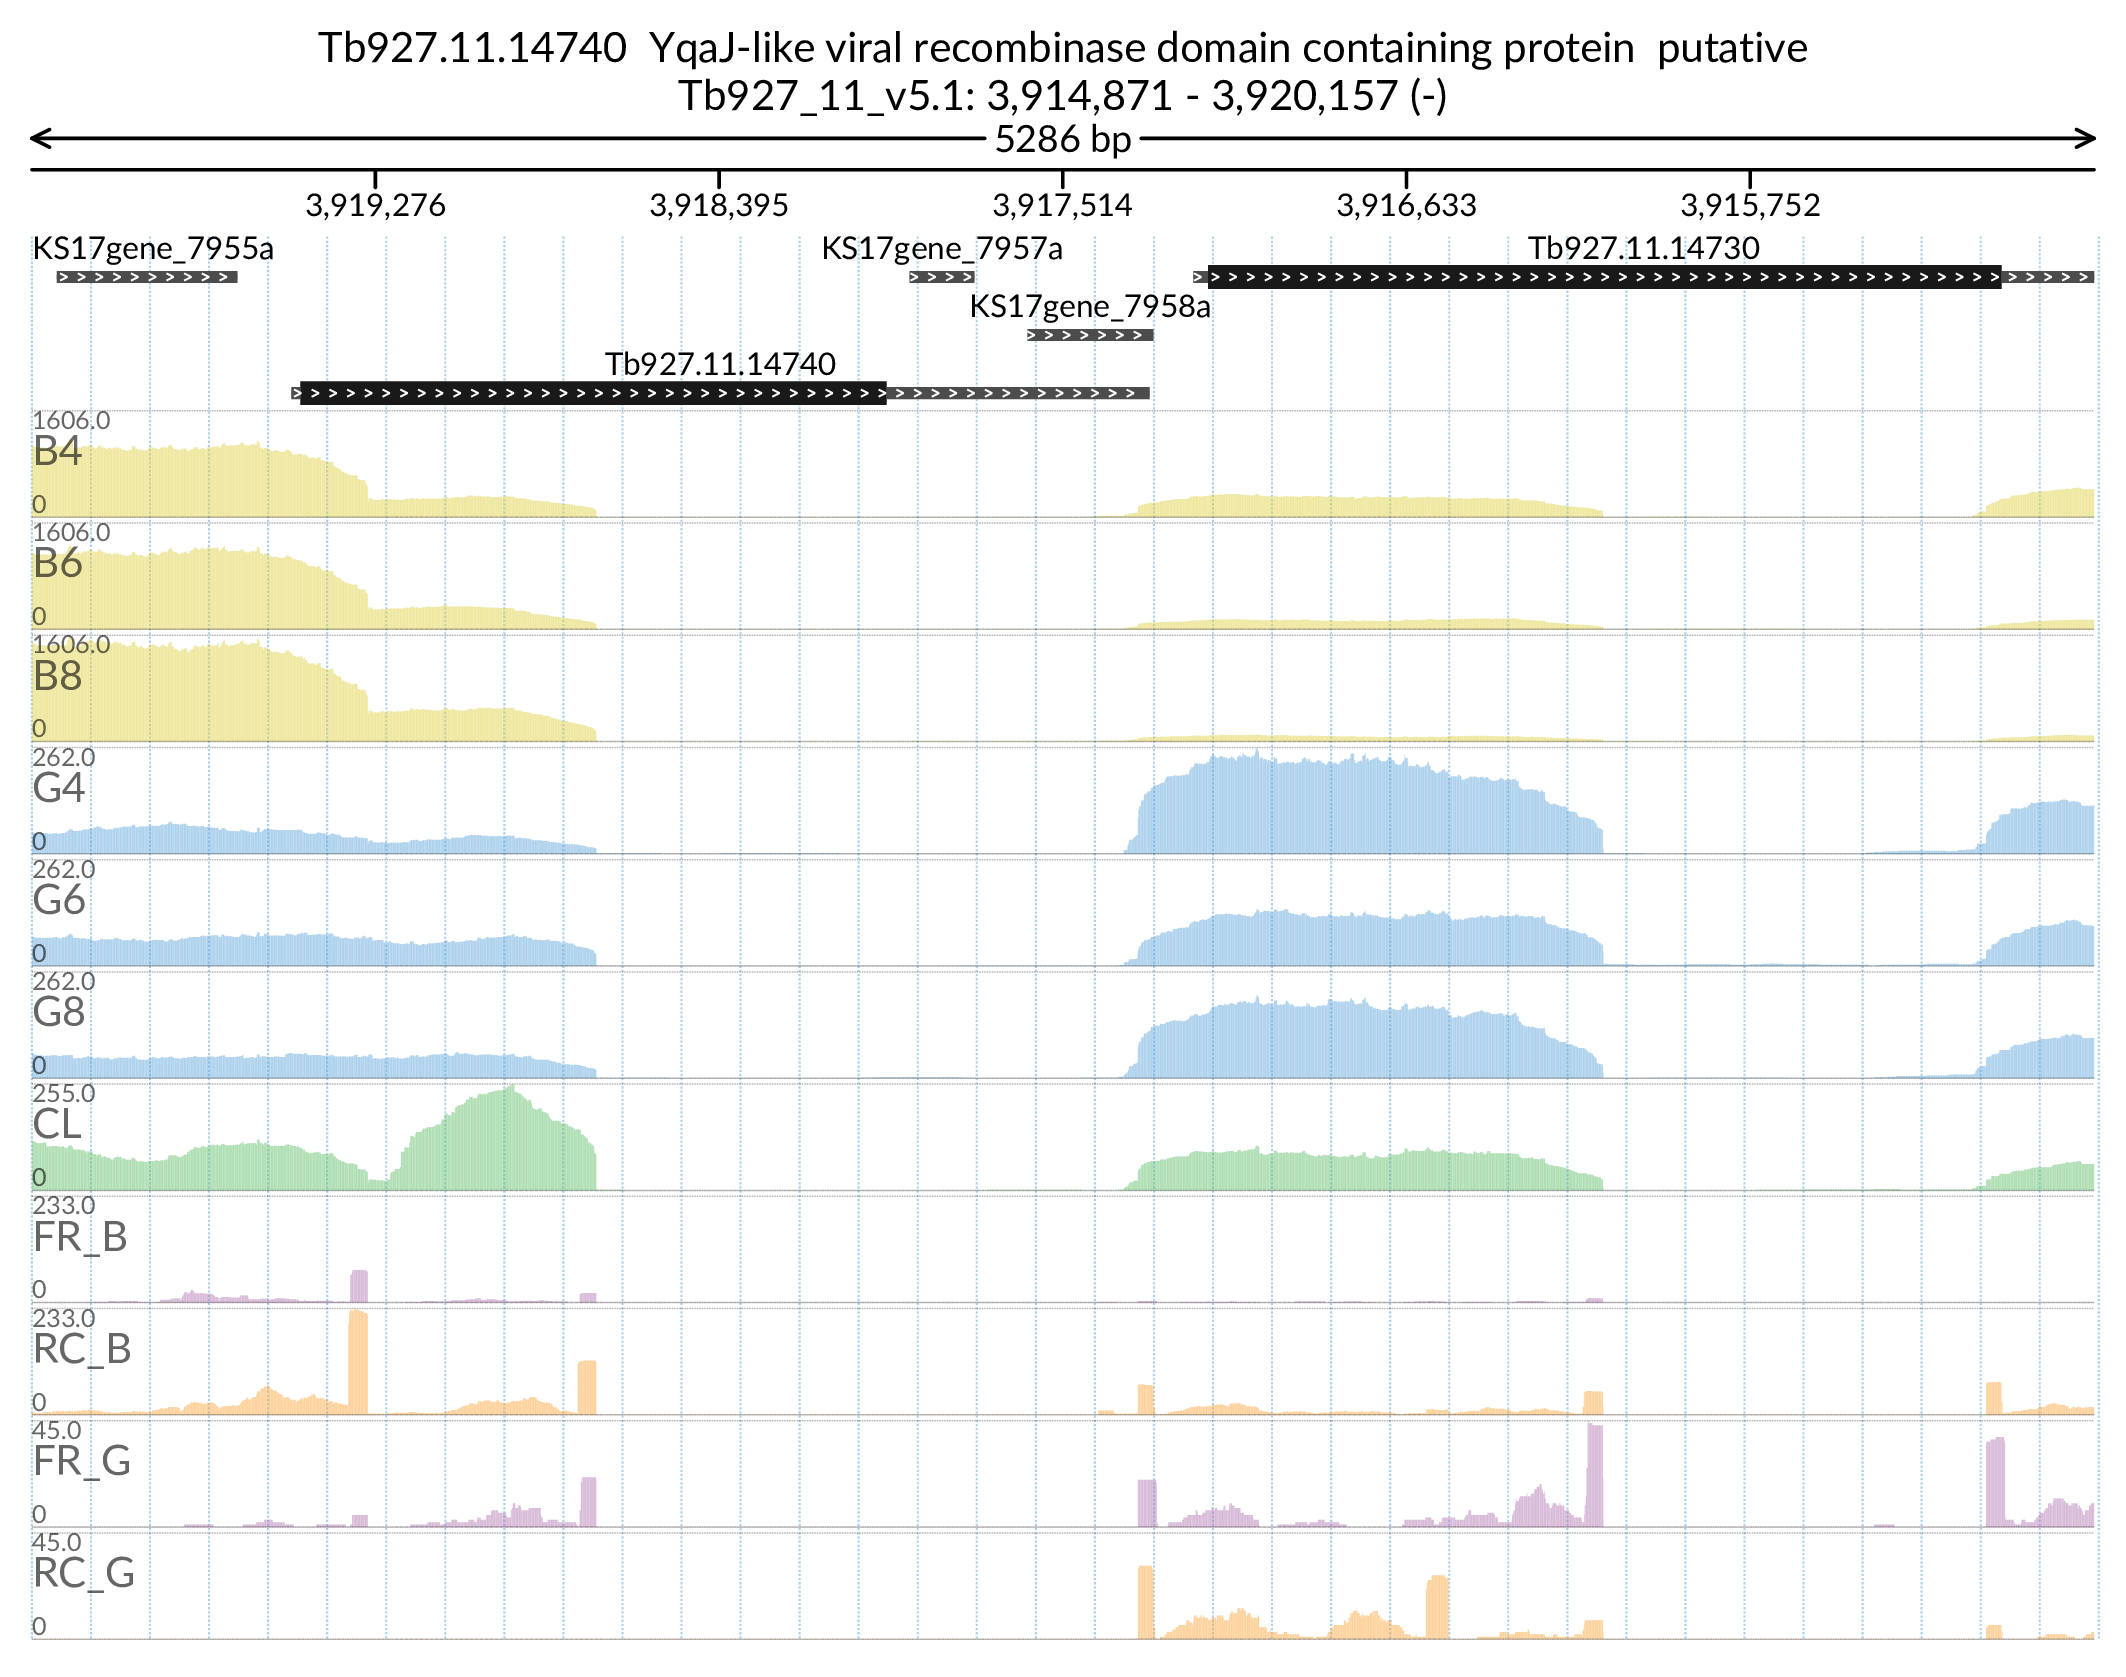 Tb927.11.14740  YqaJ-like viral recombinase domain containing protein  putative
Tb927_11_v5.1: 3,914,871 - 3,920,157 (-)
5286 bp
3,919,276 3,918,395 3,917,514 3,916,633 3,915,752
KS17gene_7955a KS17gene_7957a Tb927.11.14730
KS17gene_7958a
Tb927.11.14740
1606.0
B4
0
1606.0
B6
0
1606.0
B8
0
262.0
G4
0
262.0
G6
0
262.0
G8
0
255.0
CL
0
233.0
FR_B
0
233.0
RC_B
0
45.0
FR_G
0
45.0
RC_G
0